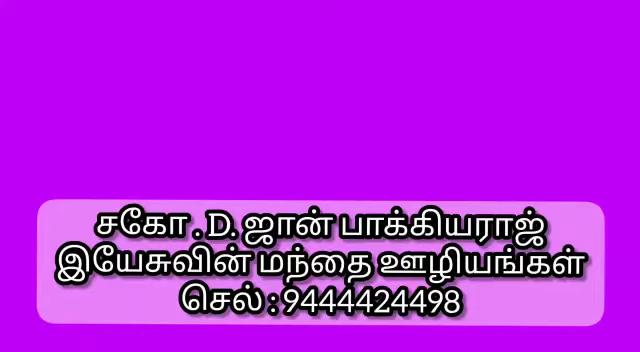 சகோ . D. ஜான் பாக்கியராஜ்
இயேசுவின் மந்தை ஊழியங்கள்
செல் : 9444424498